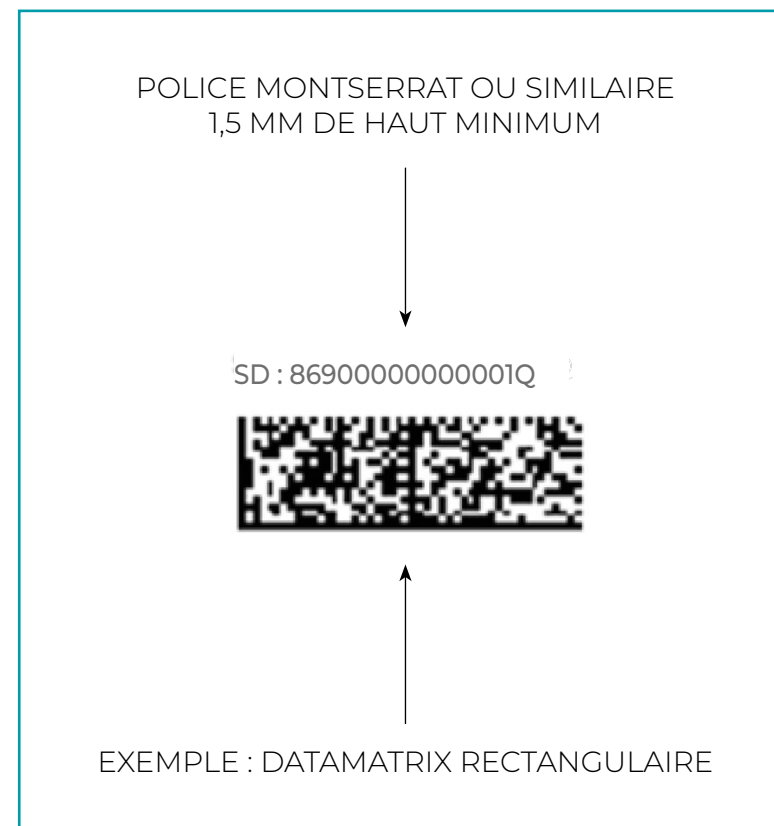 POLICE MONTSERRAT OU SIMILAIRE
1,5 MM DE HAUT MINIMUM
SD : 86900000000001Q
EXEMPLE : DATAMATRIX RECTANGULAIRE